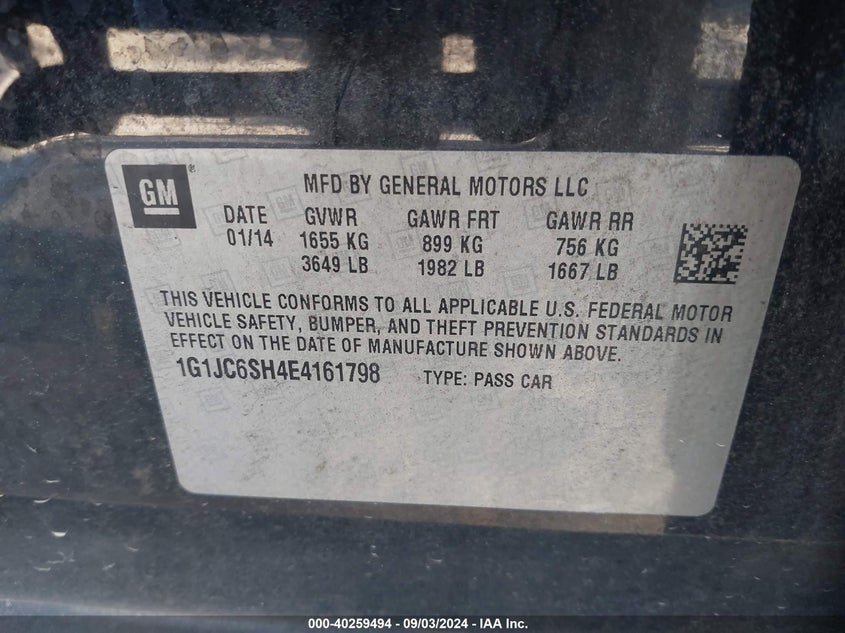 GM
MFD BY GENERAL MOTORS LLC
DATE GVWR GAWR FRT GAWR RR
01/14 1655 KG 899 KG 756 KG
3649 LB 1982 LB 1667 LB
THIS VEHICLE CONFORMS TO ALL APPLICABLE U.S. FEDERAL MOTOR
VEHICLE SAFETY, BUMPER, AND THEFT PREVENTION STANDARDS IN
EFFECT ON THE DATE OF MANUFACTURE SHOWN ABOVE.
1G1JC6SH4E4161798 TYPE: PASS CAR
000-40259494 - 09/03/2024 - IAA Inc.